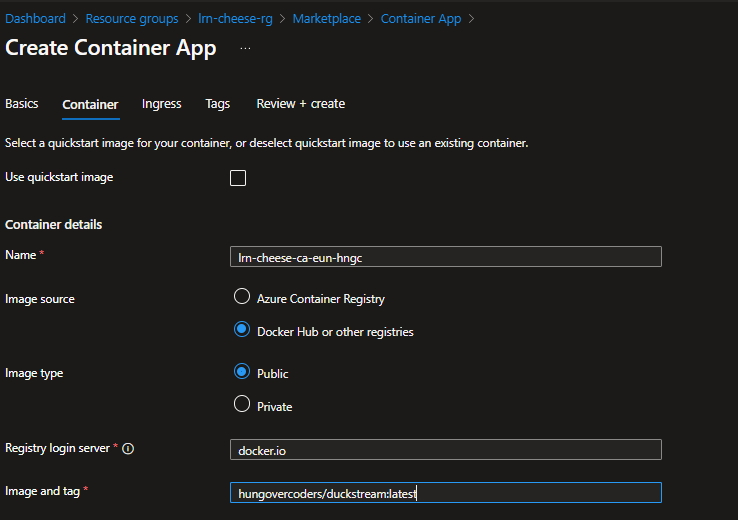 Dashboard > Resource groups > lrn-cheese-rg > Marketplace > Container App >
Create Container App ...
Basics Container Ingress Tags Review + create
Select a quickstart image for your container, or deselect quickstart image to use an existing container.
Use quickstart image
Container details
Name * lrn-cheese-ca-eun-hngc
Image source Azure Container Registry
Docker Hub or other registries
Image type Public
Private
Registry login server * docker.io
Image and tag * hungovercoders/duckstream:latest